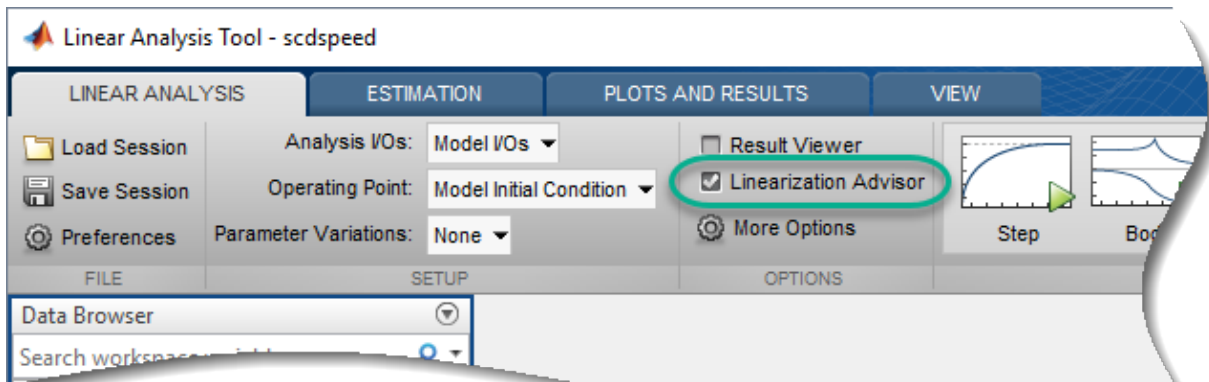 Linear Analysis Tool - scdspeed
LINEAR ANALYSIS ESTIMATION PLOTS AND RESULTS VIEW
Load Session
Save Session
Preferences
FILE
Analysis I/Os: Model I/Os
Operating Point: Model Initial Condition
Parameter Variations: None
SETUP
Result Viewer
Linearization Advisor
More Options
OPTIONS
Step
Data Browser
Search workspace